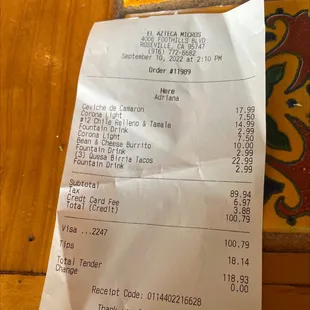 EL AZTECA MICROS
4006 FOOTHILLS BLVD
ROSEVILLE, CA 95747
(916) 772-8682
September 10, 2022 at 2:10 PM
Order #11989
Here
Adriana
Ceviche de Camaron 17.99
Corona Light 7.50
#12 Chile Relleno & Tamale 14.99
Fountain Drink 2.99
Corona Light 7.50
Bean & Cheese Burrito 10.00
Fountain Drink 2.99
(3) Quesa Birria Tacos 22.99
Fountain Drink 2.99
Subtotal 89.94
Tax 6.97
Credit Card Fee 3.88
Total (Credit) 100.79
Visa ...2247 100.79
Tips 18.14
Total Tender 118.93
Change 0.00
Receipt Code: 0114402216628